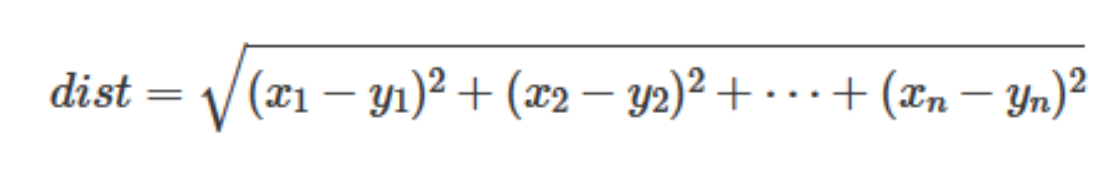 dist = √(x₁ − y₁)² + (x₂ − y₂)² + ⋯ + (xₙ − yₙ)²